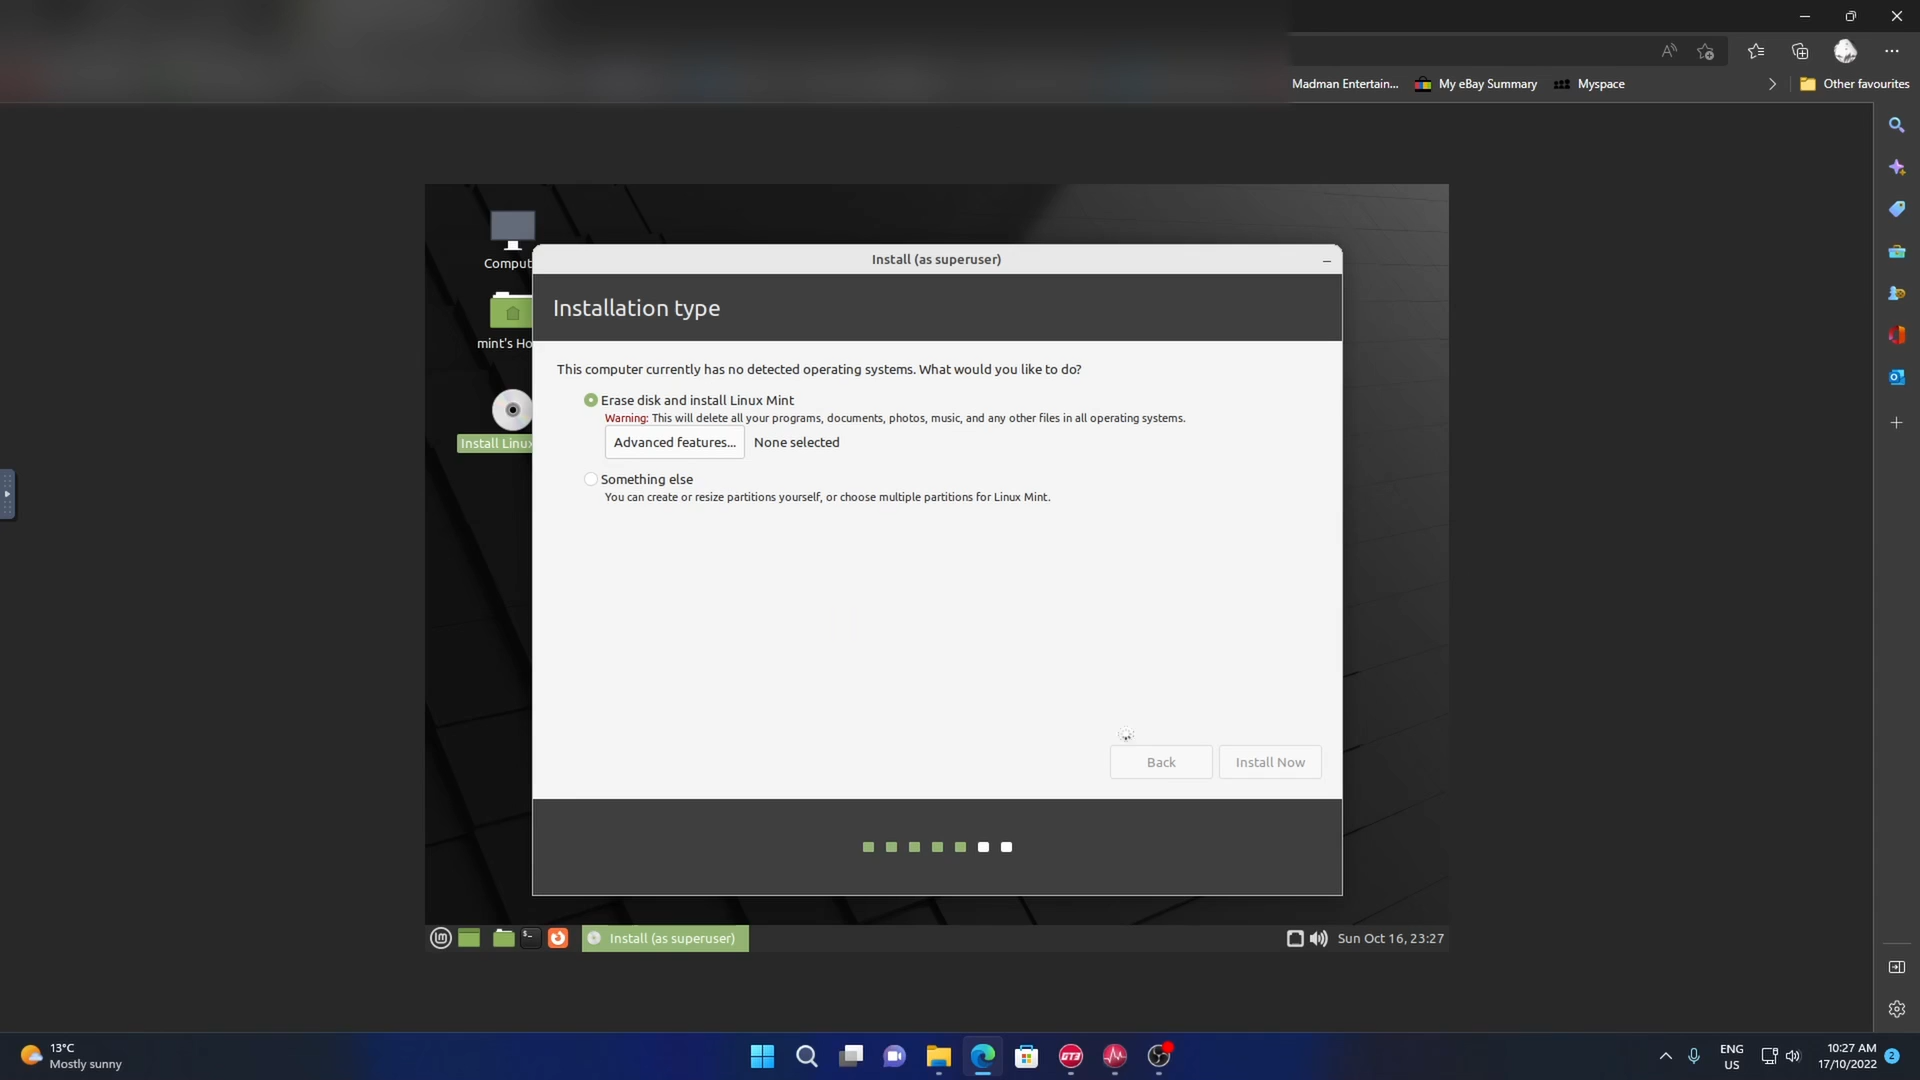 Madman Entertain... My eBay Summary Myspace Other favourites
Comput
mint's Ho
Install Linux
Install (as superuser)
Installation type
This computer currently has no detected operating systems. What would you like to do?
Erase disk and install Linux Mint
Warning: This will delete all your programs, documents, photos, music, and any other files in all operating systems.
Advanced features... None selected
Something else
You can create or resize partitions yourself, or choose multiple partitions for Linux Mint.
Back Install Now
Install (as superuser) Sun Oct 16, 23:27
13°C
Mostly sunny
GT3
ENG
US
10:27 AM
17/10/2022
2